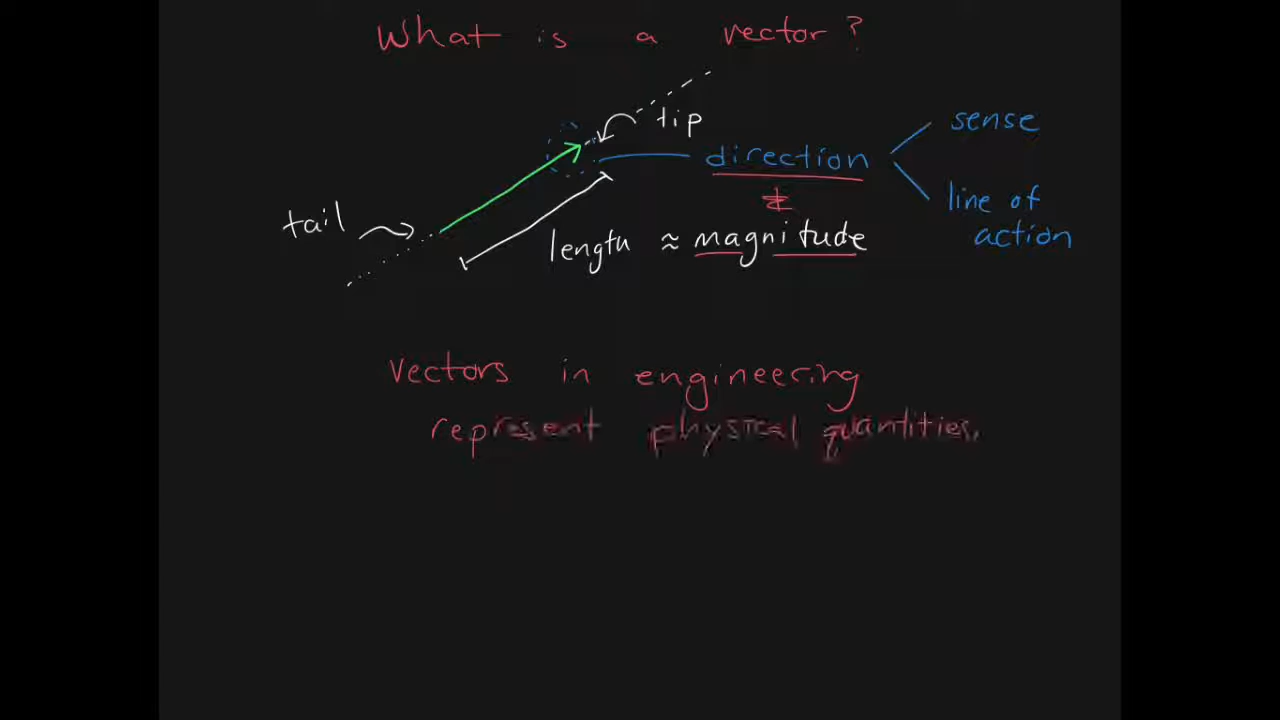 What is a vector?
tip
sense
direction
tail
line of
action
length ≈ magnitude
vectors in engineering
represent physical quantities.